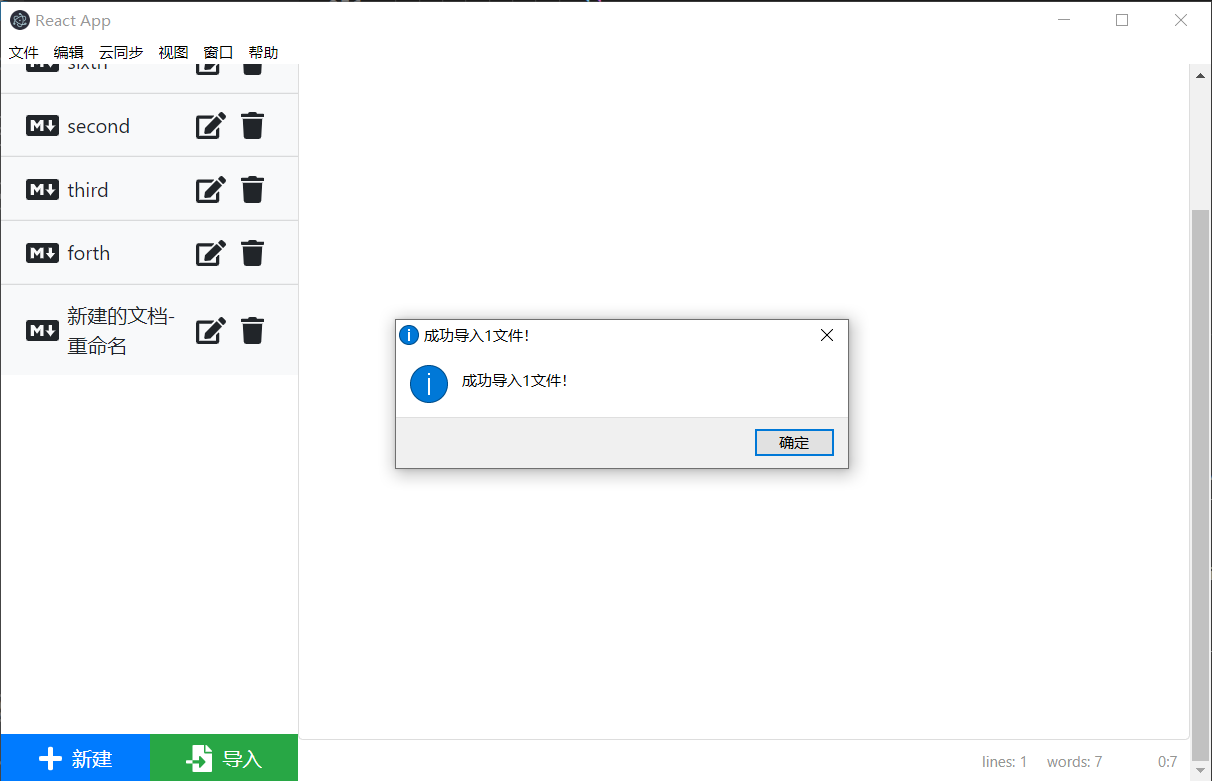 React App
文件 编辑 云同步 视图 窗口 帮助
sixth
second
third
forth
新建的文档-
重命名
成功导入1文件!
成功导入1文件!
确定
新建 导入
lines: 1 words: 7 0:7